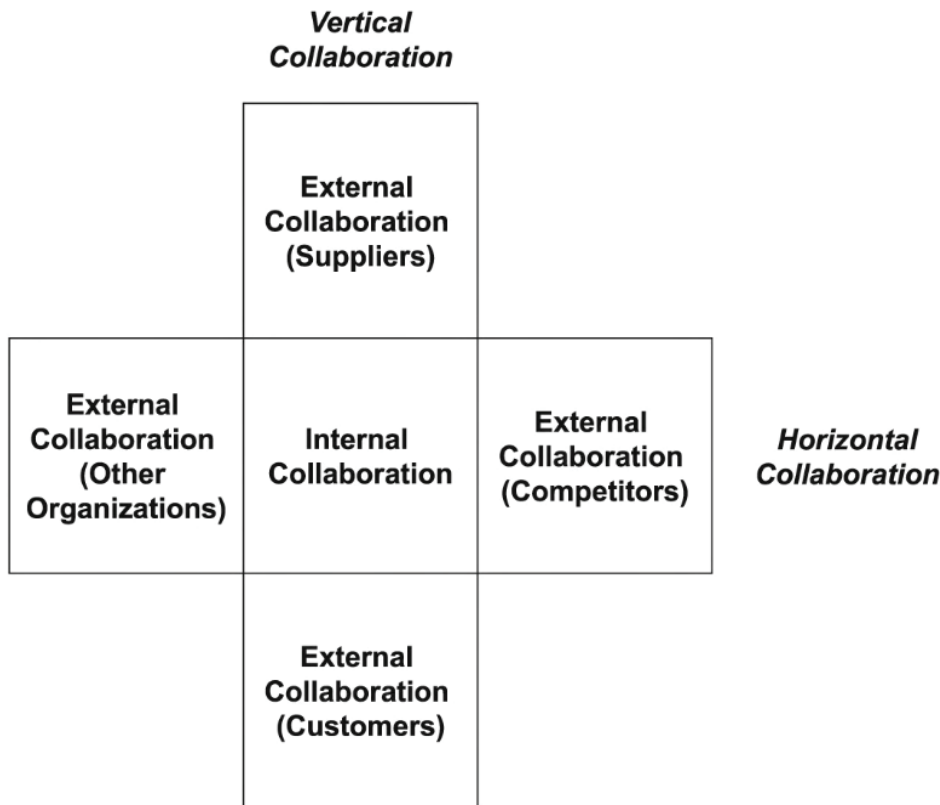 Vertical
Collaboration
External
Collaboration
(Suppliers)
External
Collaboration
(Other
Organizations)
Internal
Collaboration
External
Collaboration
(Competitors)
Horizontal
Collaboration
External
Collaboration
(Customers)